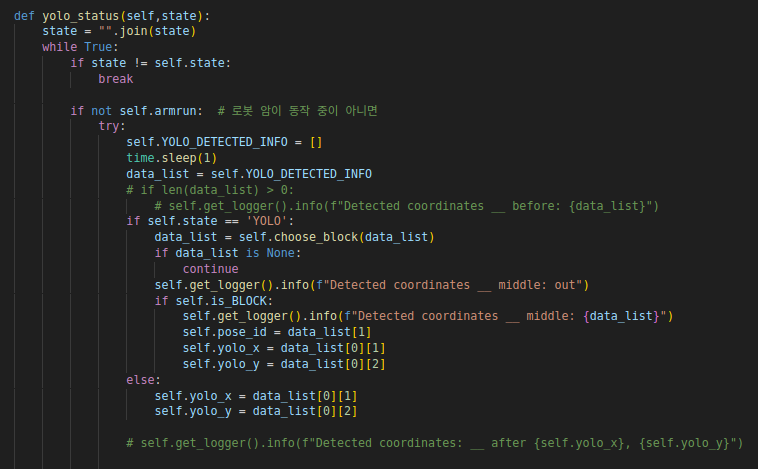 def yolo_status(self,state):
    state = "".join(state)
    while True:
        if state != self.state:
            break

        if not self.armrun:  # 로봇 암이 동작 중이 아니면
            try:
                self.YOLO_DETECTED_INFO = []
                time.sleep(1)
                data_list = self.YOLO_DETECTED_INFO
                # if len(data_list) > 0:
                    # self.get_logger().info(f"Detected coordinates __ before: {data_list}")
                if self.state == 'YOLO':
                    data_list = self.choose_block(data_list)
                    if data_list is None:
                        continue
                    self.get_logger().info(f"Detected coordinates __ middle: out")
                    if self.is_BLOCK:
                        self.get_logger().info(f"Detected coordinates __ middle: {data_list}")
                        self.pose_id = data_list[1]
                        self.yolo_x = data_list[0][1]
                        self.yolo_y = data_list[0][2]
                else:
                    self.yolo_x = data_list[0][1]
                    self.yolo_y = data_list[0][2]

                # self.get_logger().info(f"Detected coordinates: __ after {self.yolo_x}, {self.yolo_y}")